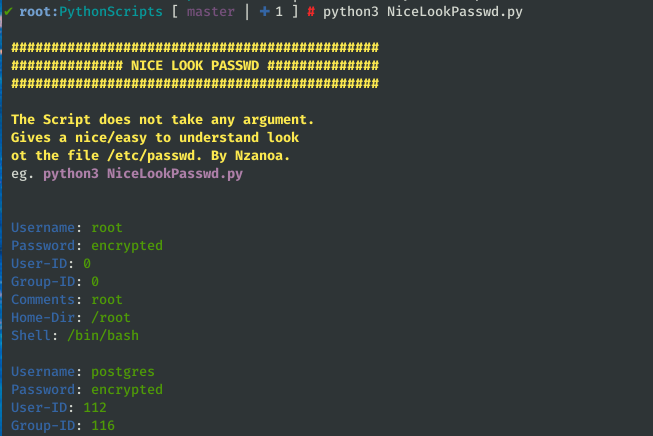 ✔ root:PythonScripts [ master | ✚ 1 ] # python3 NiceLookPasswd.py
##############################################
############## NICE LOOK PASSWD ##############
##############################################
The Script does not take any argument.
Gives a nice/easy to understand look
ot the file /etc/passwd. By Nzanoa.
eg. python3 NiceLookPasswd.py
Username: root
Password: encrypted
User-ID: 0
Group-ID: 0
Comments: root
Home-Dir: /root
Shell: /bin/bash
Username: postgres
Password: encrypted
User-ID: 112
Group-ID: 116